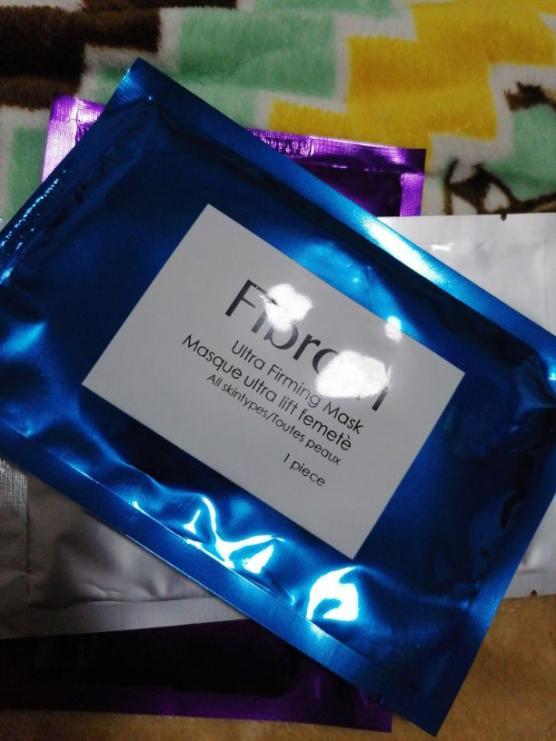 Ultra Firming Mask
Masque ultra lift femetè
All skintypes/Toutes peaux
1 piece